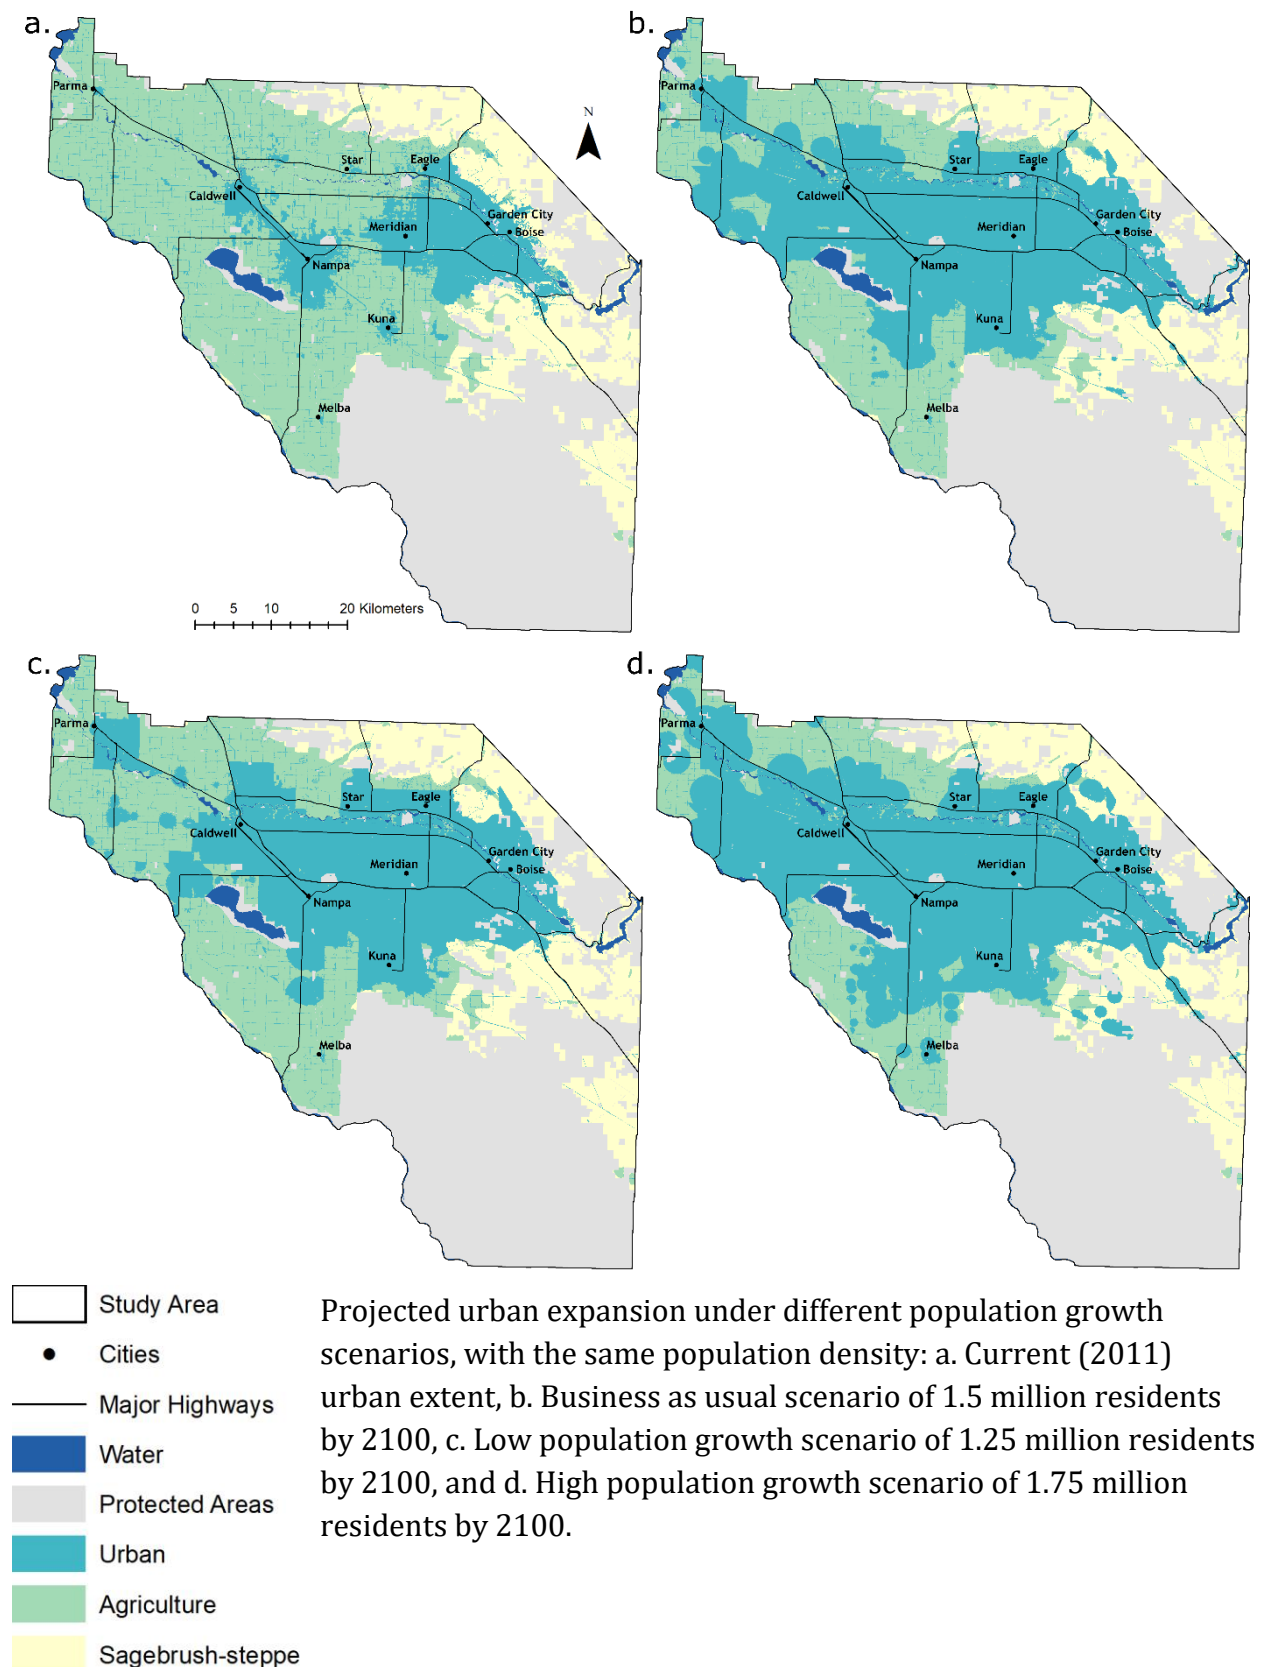 a.
Parma
Star
Eagle
Caldwell
Garden City
Meridian
Boise
Nampa
Kuna
Melba
N
0 5 10 20 Kilometers
b.
Parma
Star
Eagle
Caldwell
Garden City
Meridian
Boise
Nampa
Kuna
Melba
c.
Parma
Star
Eagle
Caldwell
Garden City
Meridian
Boise
Nampa
Kuna
Melba
d.
Parma
Star
Eagle
Caldwell
Garden City
Meridian
Boise
Nampa
Kuna
Melba
Study Area
Cities
Major Highways
Water
Protected Areas
Urban
Agriculture
Sagebrush-steppe
Projected urban expansion under different population growth
scenarios, with the same population density: a. Current (2011)
urban extent, b. Business as usual scenario of 1.5 million residents
by 2100, c. Low population growth scenario of 1.25 million residents
by 2100, and d. High population growth scenario of 1.75 million
residents by 2100.